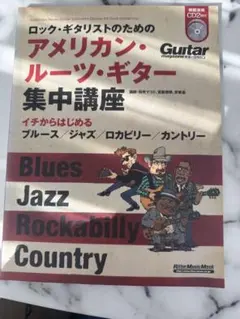 ロック・ギタリストのための
アメリカン・
ルーツ・ギター
集中講座
Guitar
magazine
CD2
イチからはじめる
ブルース／ジャズ／ロカビリー／カントリー
Blues
Jazz
Rockabilly
Country
Rittor Music Mook